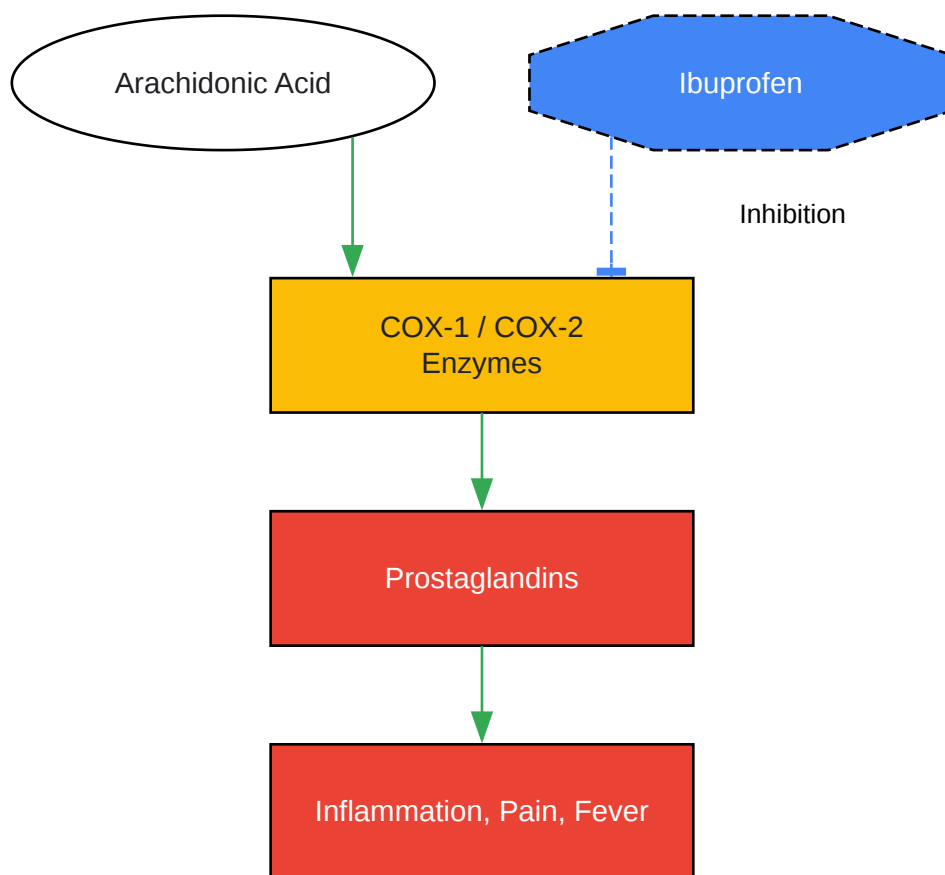 Arachidonic Acid
Ibuprofen
Inhibition
COX-1 / COX-2
Enzymes
Prostaglandins
Inflammation, Pain, Fever